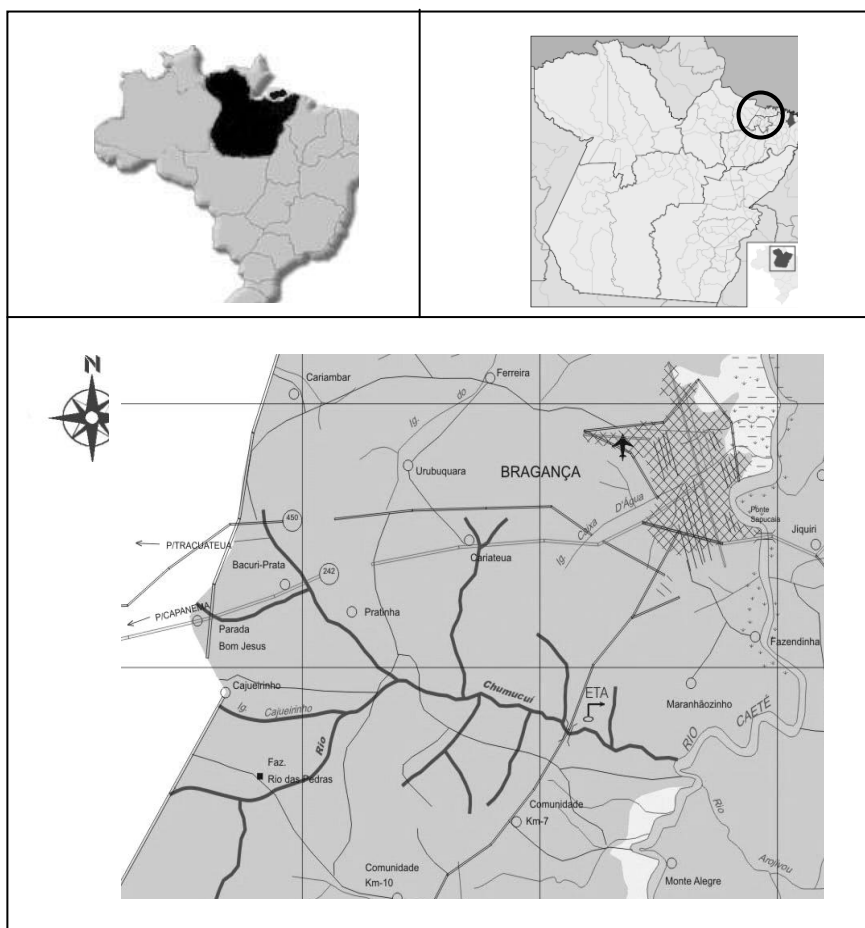 N
Cariambar
Ferreira
Ig. do
Urubuquara
BRAGANÇA
Caixa D'Água
Ig.
Ponte
Sapucaia
Jiquiri
450
P/TRACUATEUA
Cariateua
Bacuri-Prata
242
P/CAPANEMA
Pratinha
Parada
Bom Jesus
Fazendinha
Cajueirinho
Ig. Cajueirinho
Chumucuí
ETA
Maranhãozinho
RIO CAETÉ
Rio
Faz.
Rio das Pedras
Comunidade
Km-7
Rio
Arojivou
Comunidade
Km-10
Monte Alegre